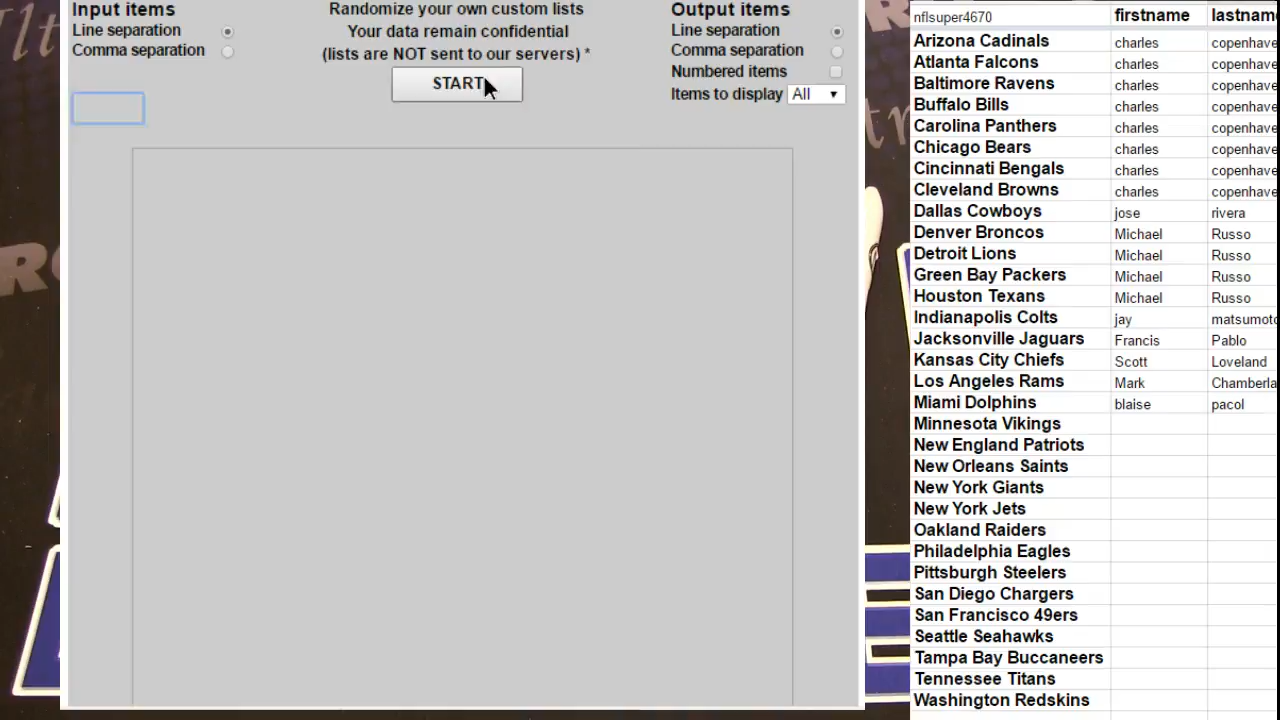 Input items
Line separation
Comma separation
Randomize your own custom lists
Your data remain confidential
(lists are NOT sent to our servers) *
START
Output items
Line separation
Comma separation
Numbered items
Items to display All
nflsuper4670 firstname lastname
Arizona Cadinals charles copenhave
Atlanta Falcons charles copenhave
Baltimore Ravens charles copenhave
Buffalo Bills charles copenhave
Carolina Panthers charles copenhave
Chicago Bears charles copenhave
Cincinnati Bengals charles copenhave
Cleveland Browns charles copenhave
Dallas Cowboys jose rivera
Denver Broncos Michael Russo
Detroit Lions Michael Russo
Green Bay Packers Michael Russo
Houston Texans Michael Russo
Indianapolis Colts jay matsumoto
Jacksonville Jaguars Francis Pablo
Kansas City Chiefs Scott Loveland
Los Angeles Rams Mark Chamberla
Miami Dolphins blaise pacol
Minnesota Vikings
New England Patriots
New Orleans Saints
New York Giants
New York Jets
Oakland Raiders
Philadelphia Eagles
Pittsburgh Steelers
San Diego Chargers
San Francisco 49ers
Seattle Seahawks
Tampa Bay Buccaneers
Tennessee Titans
Washington Redskins